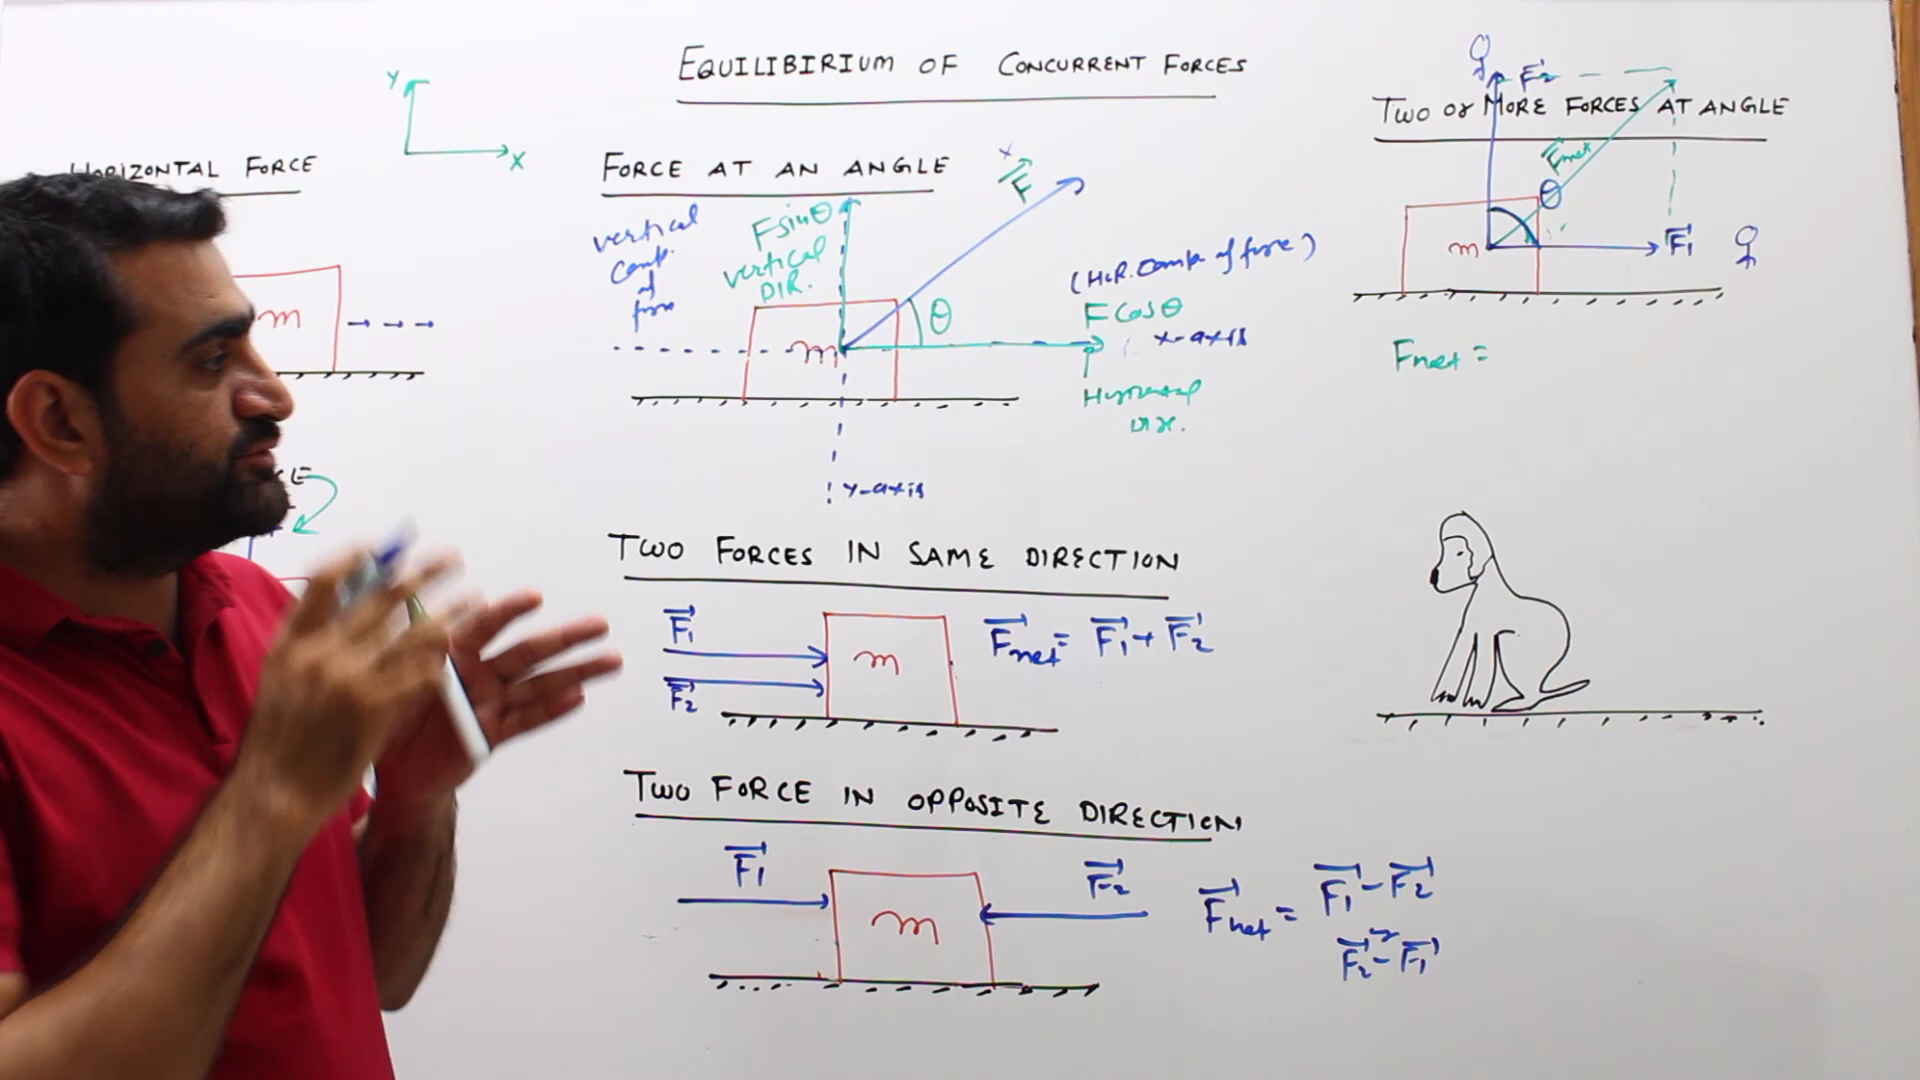 EQUILIBIRIUM OF CONCURRENT FORCES
Y
X
HORIZONTAL FORCE
m
CE
FORCE AT AN ANGLE
x
F
vertical
comp.
of
force
F sinθ
vertical
DIR.
(HOR. Comp. of force)
F Cosθ
x-axis
Horizontal
DIR.
θ
m
y-axis
TWO FORCES IN SAME DIRECTION
F1
F2
m
Fnet = F1 + F2
TWO FORCE IN OPPOSITE DIRECTION
F1
m
F2
Fnet = F1 - F2
or
F2 - F1
F2
TWO or MORE FORCES AT ANGLE
Fnet
θ
m
F1
Fnet =